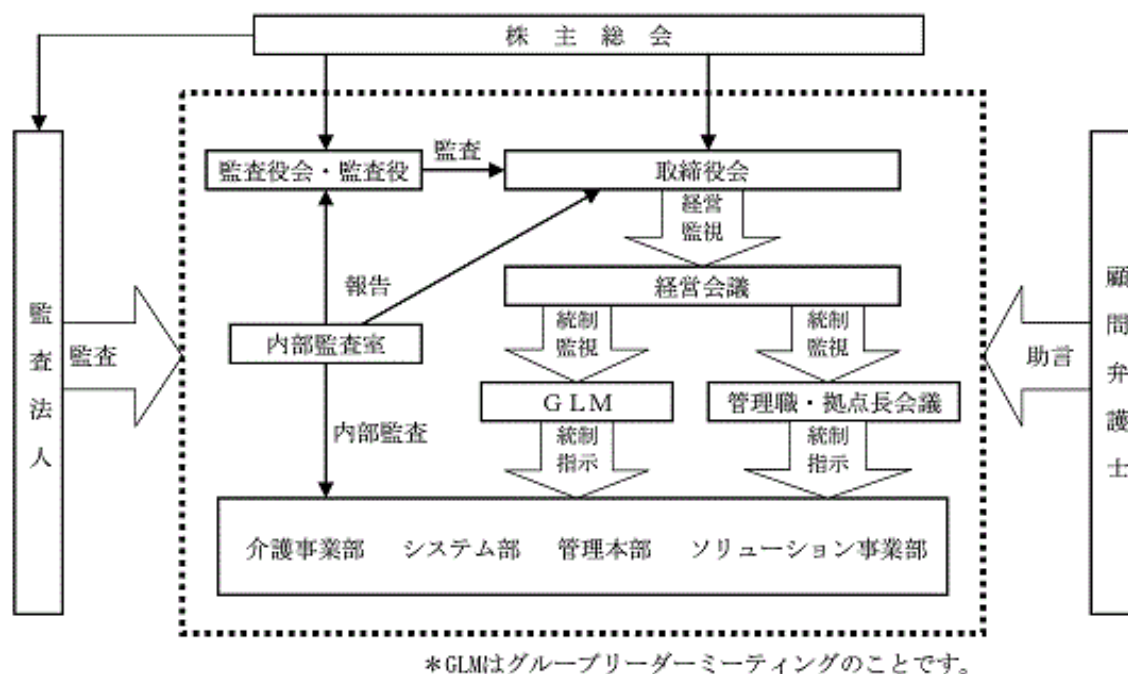 株主総会
監査役会・監査役
監査
取締役会
経営
監視
報告
経営会議
監査法人
監査
内部監査室
統制
監視
統制
監視
助言
顧問弁護士
GLM
管理職・拠点長会議
内部監査
統制
指示
統制
指示
介護事業部 システム部 管理本部 ソリューション事業部
*GLMはグループリーダーミーティングのことです。